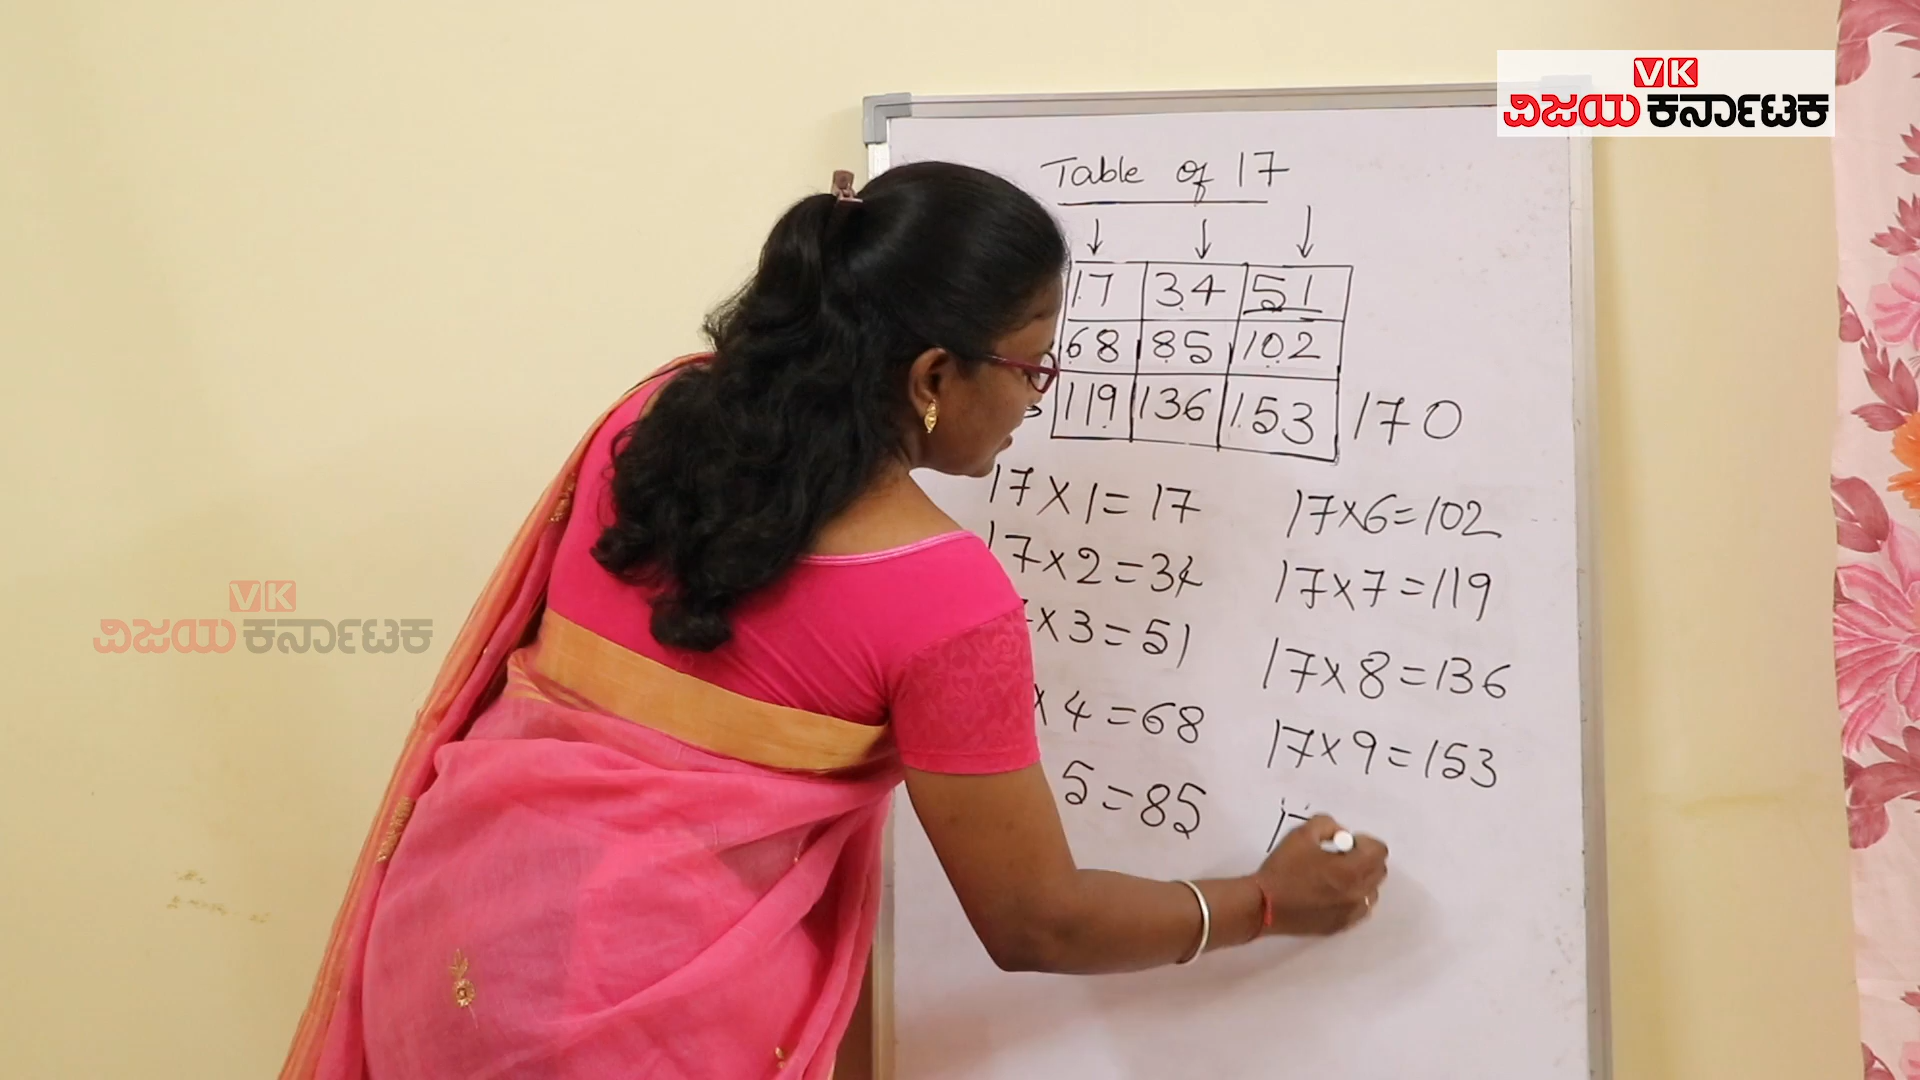 VK
ವಿಜಯ ಕರ್ನಾಟಕ
Table of 17
↓ ↓ ↓
17 34 51
68 85 102
119 136 153 170
17×1=17
17×2=34
×3=51
×4=68
5=85
17×6=102
17×7=119
17×8=136
17×9=153
17
VK
ವಿಜಯ ಕರ್ನಾಟಕ